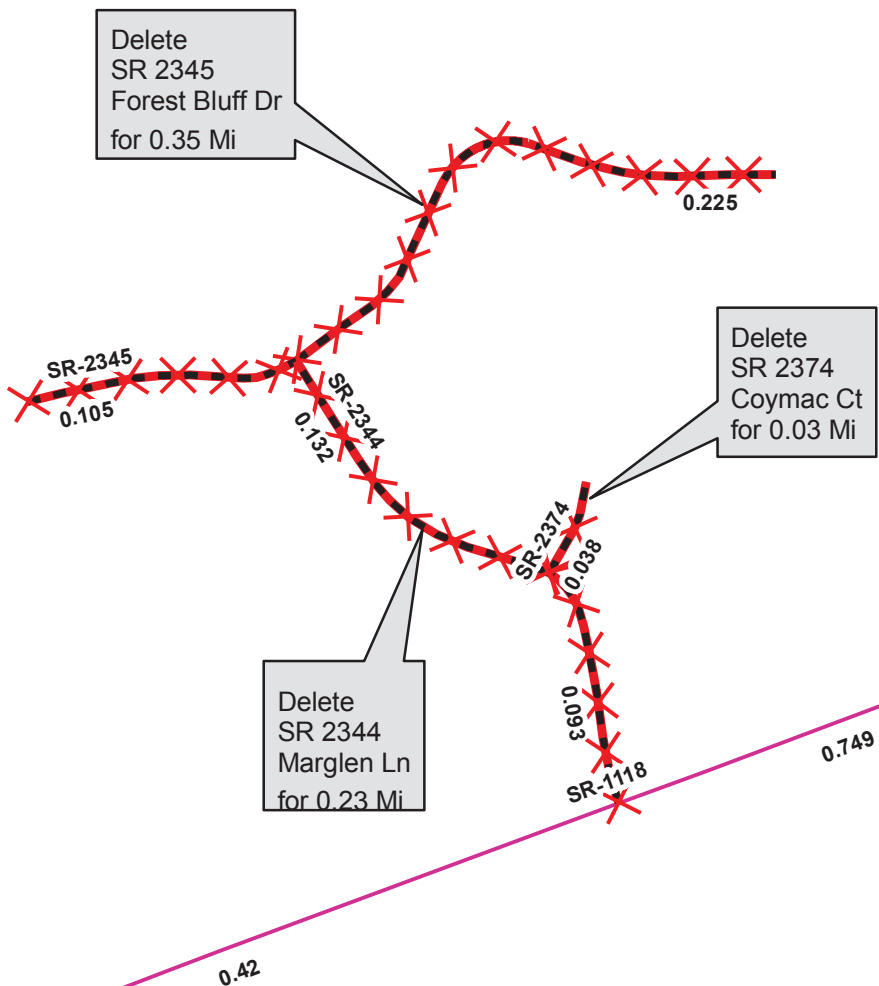 Delete
SR 2345
Forest Bluff Dr
for 0.35 Mi
0.225
Delete
SR 2374
Coymac Ct
for 0.03 Mi
SR-2345
0.105
SR-2344
0.132
SR-2374
0.038
Delete
SR 2344
Marglen Ln
for 0.23 Mi
0.093
SR-1118
0.749
0.42